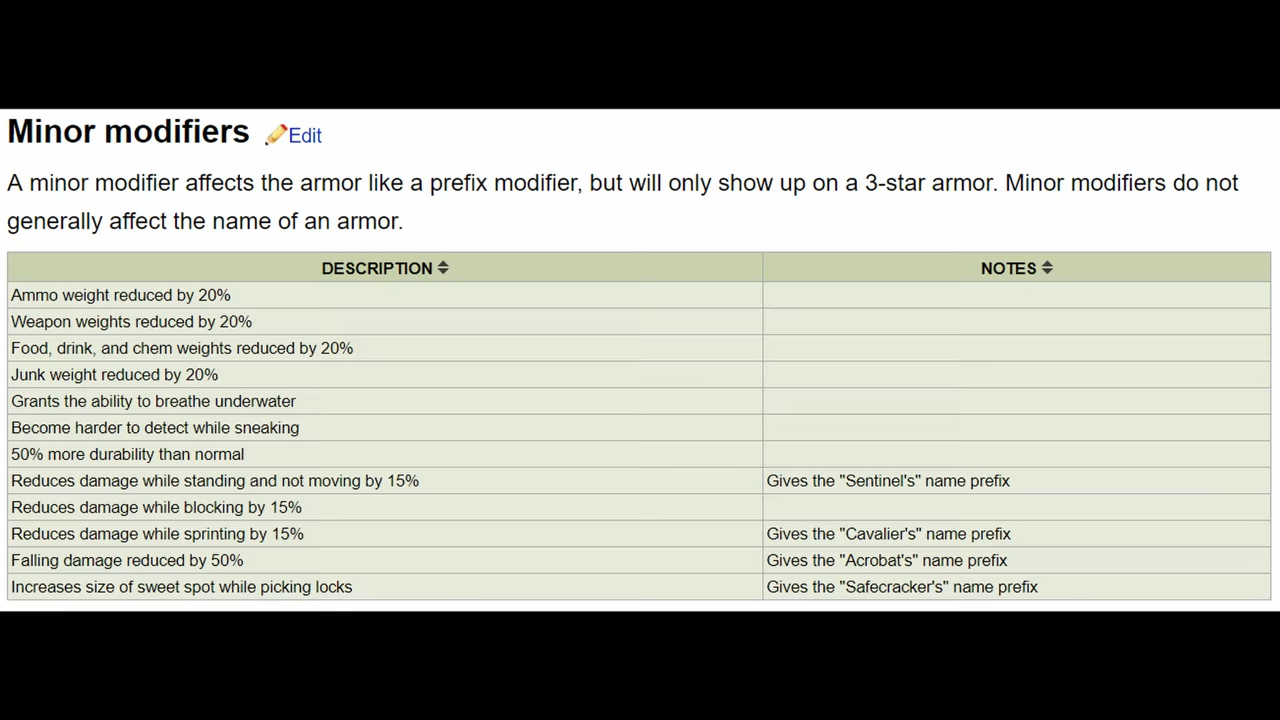 Minor modifiers Edit
A minor modifier affects the armor like a prefix modifier, but will only show up on a 3-star armor. Minor modifiers do not
generally affect the name of an armor.
DESCRIPTION NOTES
Ammo weight reduced by 20%
Weapon weights reduced by 20%
Food, drink, and chem weights reduced by 20%
Junk weight reduced by 20%
Grants the ability to breathe underwater
Become harder to detect while sneaking
50% more durability than normal
Reduces damage while standing and not moving by 15% Gives the "Sentinel's" name prefix
Reduces damage while blocking by 15%
Reduces damage while sprinting by 15% Gives the "Cavalier's" name prefix
Falling damage reduced by 50% Gives the "Acrobat's" name prefix
Increases size of sweet spot while picking locks Gives the "Safecracker's" name prefix